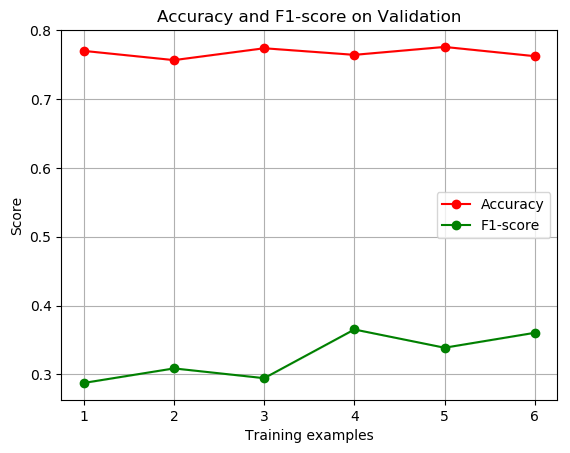 Accuracy and F1-score on Validation
0.8
0.7
0.6
0.5
0.4
0.3
Score
Accuracy
F1-score
1 2 3 4 5 6
Training examples